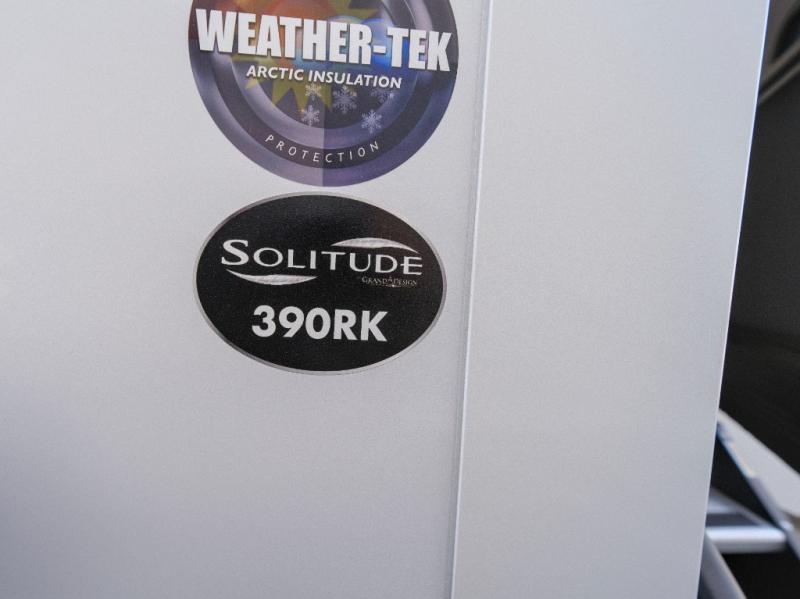 WEATHER-TEK
ARCTIC INSULATION
PROTECTION
SOLITUDE
GRAND DESIGN
390RK